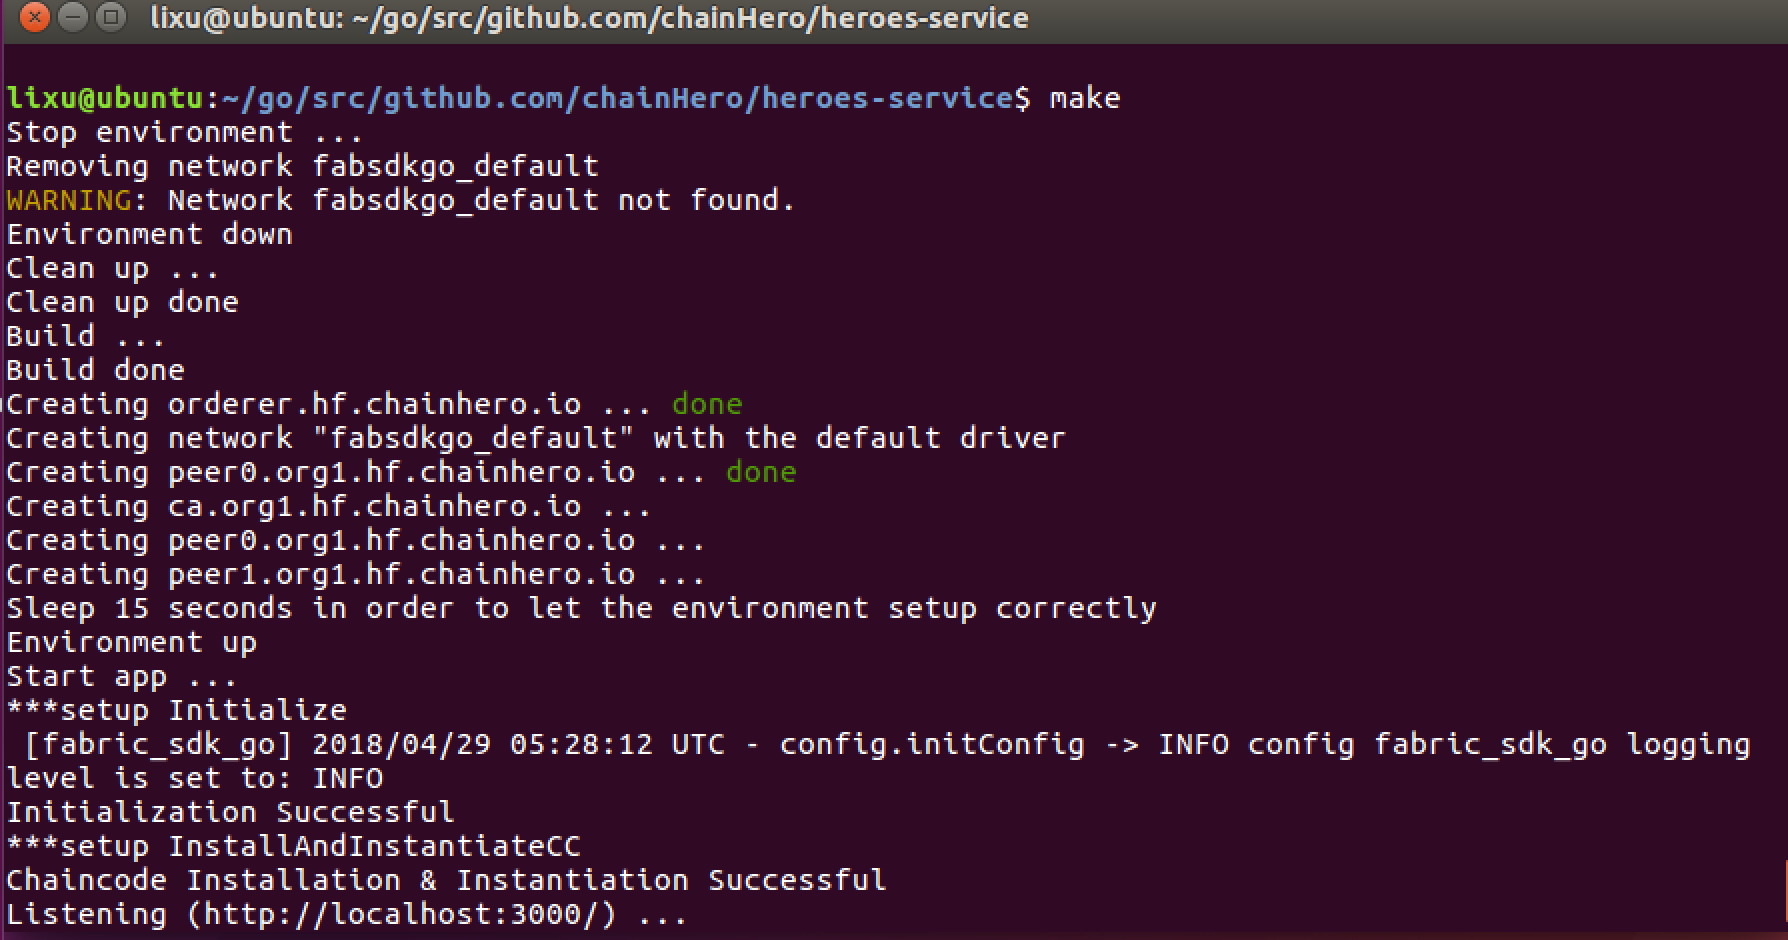 lixu@ubuntu: ~/go/src/github.com/chainHero/heroes-service
lixu@ubuntu:~/go/src/github.com/chainHero/heroes-service$ make
Stop environment ...
Removing network fabsdkgo_default
WARNING: Network fabsdkgo_default not found.
Environment down
Clean up ...
Clean up done
Build ...
Build done
Creating orderer.hf.chainhero.io ... done
Creating network "fabsdkgo_default" with the default driver
Creating peer0.org1.hf.chainhero.io ... done
Creating ca.org1.hf.chainhero.io ...
Creating peer0.org1.hf.chainhero.io ...
Creating peer1.org1.hf.chainhero.io ...
Sleep 15 seconds in order to let the environment setup correctly
Environment up
Start app ...
***setup Initialize
 [fabric_sdk_go] 2018/04/29 05:28:12 UTC - config.initConfig -> INFO config fabric_sdk_go logging
level is set to: INFO
Initialization Successful
***setup InstallAndInstantiateCC
Chaincode Installation & Instantiation Successful
Listening (http://localhost:3000/) ...